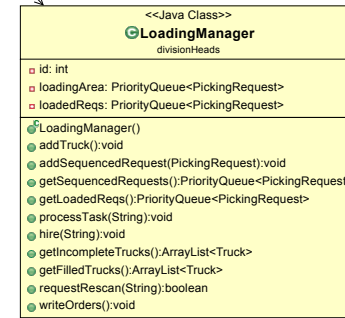 <<Java Class>>
LoadingManager
divisionHeads
id: int
loadingArea: PriorityQueue<PickingRequest>
loadedReqs: PriorityQueue<PickingRequest>
LoadingManager()
addTruck():void
addSequencedRequest(PickingRequest):void
getSequencedRequests():PriorityQueue<PickingRequest
getLoadedReqs():PriorityQueue<PickingRequest>
processTask(String):void
hire(String):void
getIncompleteTrucks():ArrayList<Truck>
getFilledTrucks():ArrayList<Truck>
requestRescan(String):boolean
writeOrders():void